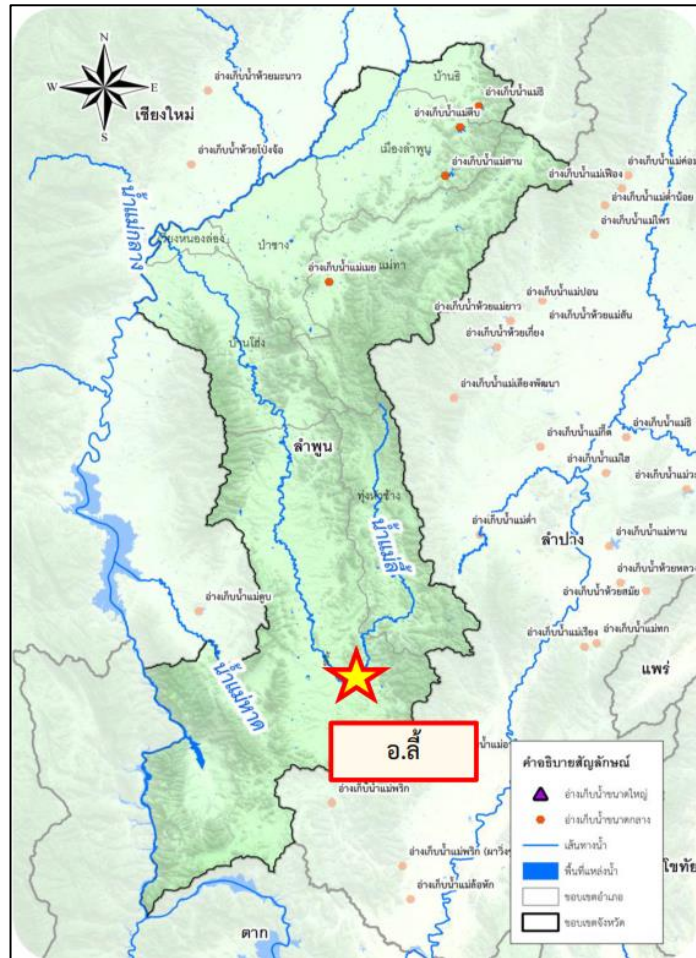 N
W
E
S
อ่างเก็บน้ำห้วยมะนาว
เชียงใหม่
บ้านธิ
อ่างเก็บน้ำแม่ธิ
อ่างเก็บน้ำแม่ตีบ
อ่างเก็บน้ำห้วยโป่งจ้อ
เมืองลำพูน
อ่างเก็บน้ำแม่สาน
อ่างเก็บน้ำแม่เฟือง
อ่างเก็บน้ำแม่ค่อม
อ่างเก็บน้ำแม่ต๋ำน้อย
อ่างเก็บน้ำแม่ไพร
น้ำแม่กลาง
เวียงหนองล่อง
ป่าซาง
แม่ทา
อ่างเก็บน้ำแม่เมย
อ่างเก็บน้ำแม่ปอน
อ่างเก็บน้ำห้วยแม่ยาว
อ่างเก็บน้ำห้วยแม่สัน
อ่างเก็บน้ำห้วยเกี๋ยง
บ้านโฮ่ง
อ่างเก็บน้ำแม่เลียงพัฒนา
ลำพูน
อ่างเก็บน้ำแม่กึ๊ด
อ่างเก็บน้ำแม่ธิ
อ่างเก็บน้ำแม่ไฮ
ทุ่งหัวช้าง
น้ำแม่ลี้
อ่างเก็บน้ำแม่ต๋ำ
ลำปาง
อ่างเก็บน้ำแม่ทาน
อ่างเก็บน้ำห้วยหลวง
อ่างเก็บน้ำห้วยสมัย
อ่างเก็บน้ำแม่ตูบ
อ่างเก็บน้ำแม่เรียง
อ่างเก็บน้ำแม่ทก
แพร่
น้ำแม่หาด
อ.ลี้
อ่างเก็บน้ำแม่พริก
อ่างเก็บน้ำแม่พริก (ผาวิ่ง
อ่างเก็บน้ำแม่ล้อหัก
ตาก
คำอธิบายสัญลักษณ์
อ่างเก็บน้ำขนาดใหญ่
อ่างเก็บน้ำขนาดกลาง
เส้นทางน้ำ
พื้นที่แหล่งน้ำ
ขอบเขตอำเภอ
ขอบเขตจังหวัด
โขทัย